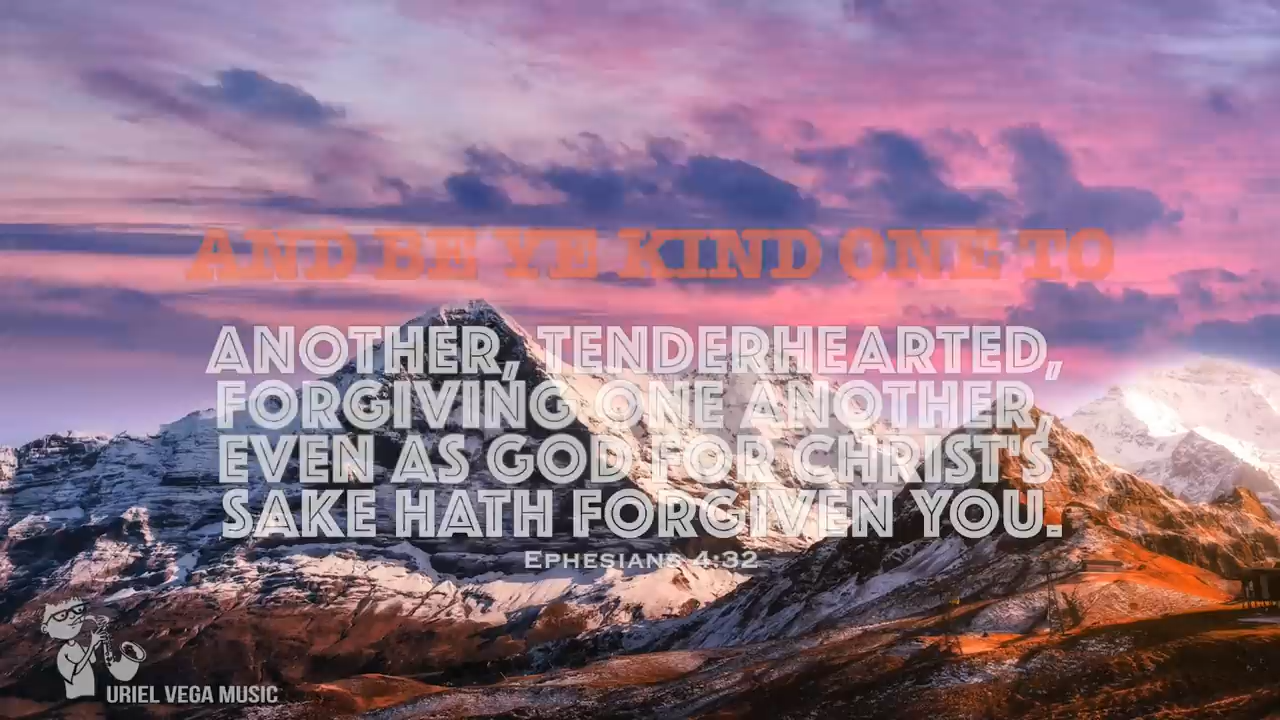 AND BE YE KIND ONE TO
ANOTHER, TENDERHEARTED,
FORGIVING ONE ANOTHER,
EVEN AS GOD FOR CHRIST'S
SAKE HATH FORGIVEN YOU.
EPHESIANS 4:32
URIEL VEGA MUSIC